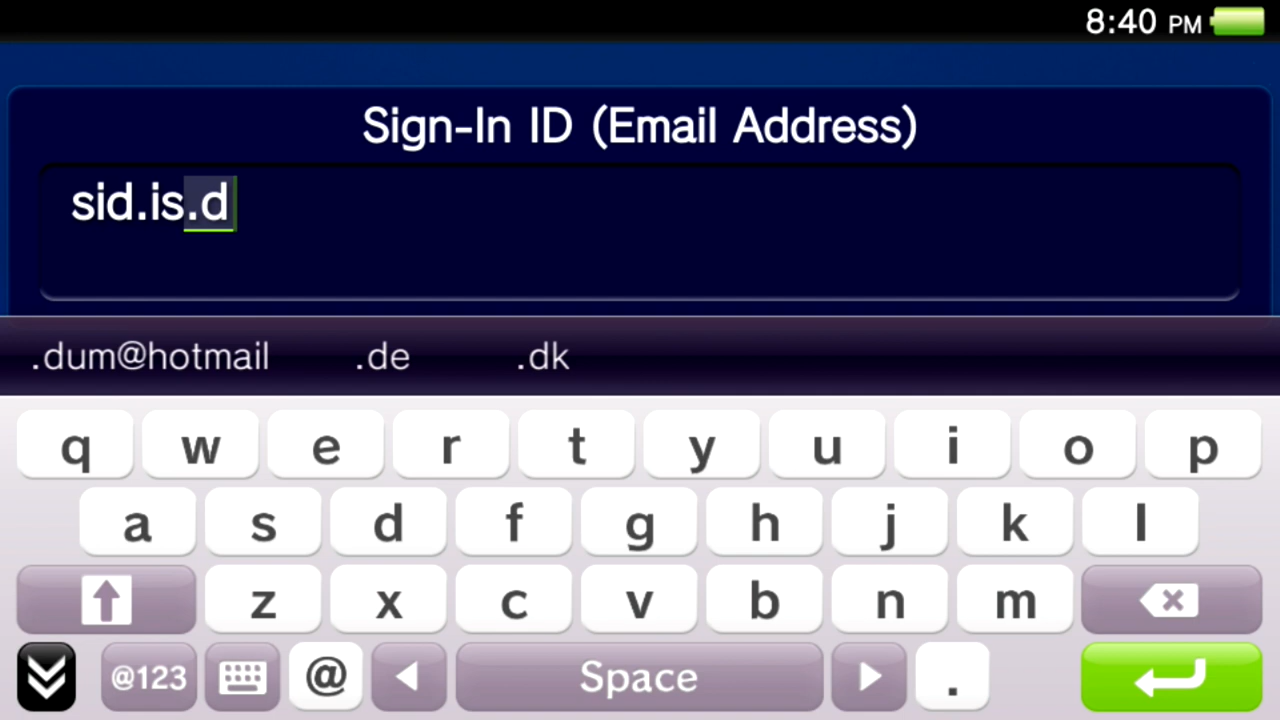 8:40 PM
Sign-In ID (Email Address)
sid.is.d
.dum@hotmail .de .dk
q w e r t y u i o p
a s d f g h j k l
z x c v b n m
@123 @ Space .